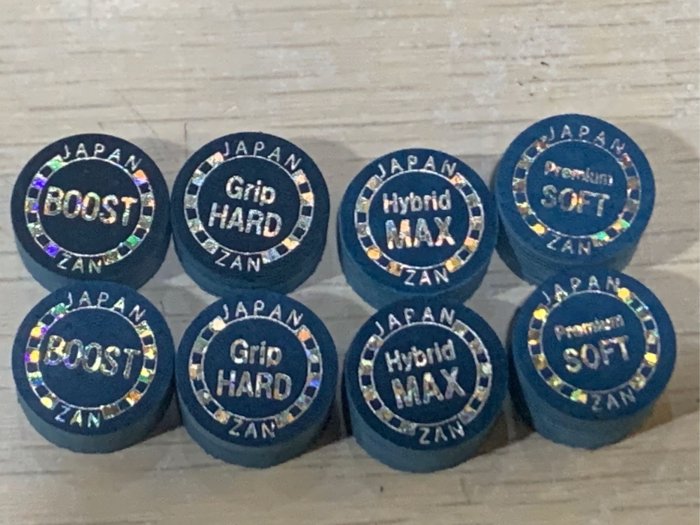 JAPAN
BOOST
ZAN
JAPAN
Grip
HARD
ZAN
JAPAN
Hybrid
MAX
ZAN
JAPAN
Premium
SOFT
ZAN
JAPAN
BOOST
ZAN
JAPAN
Grip
HARD
ZAN
JAPAN
Hybrid
MAX
ZAN
JAPAN
Premium
SOFT
ZAN